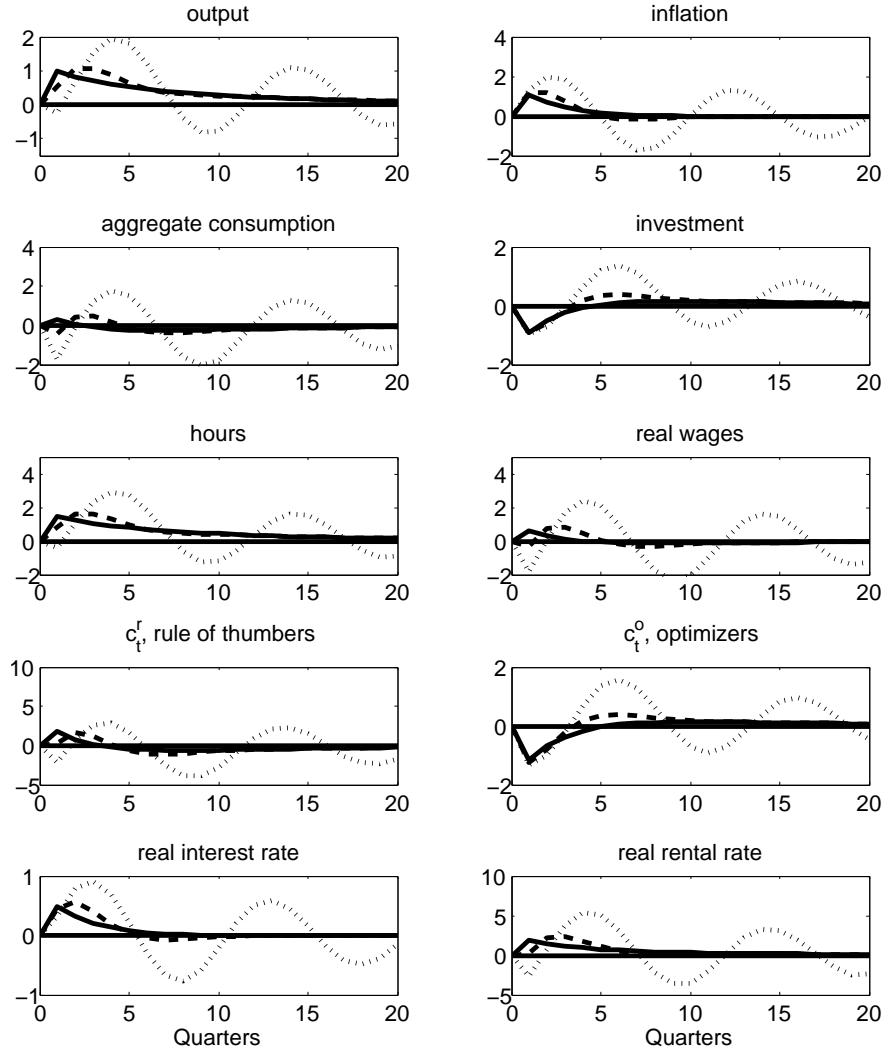 output
2
1
0
−1
0 5 10 15 20
inflation
4
2
0
−2
0 5 10 15 20
aggregate consumption
4
2
0
−2
0 5 10 15 20
investment
2
0
−2
0 5 10 15 20
hours
4
2
0
−2
0 5 10 15 20
real wages
4
2
0
−2
0 5 10 15 20
c_t^r, rule of thumbers
10
5
0
−5
0 5 10 15 20
c_t^o, optimizers
2
0
−2
0 5 10 15 20
real interest rate
1
0
−1
0 5 10 15 20
Quarters
real rental rate
10
5
0
−5
0 5 10 15 20
Quarters